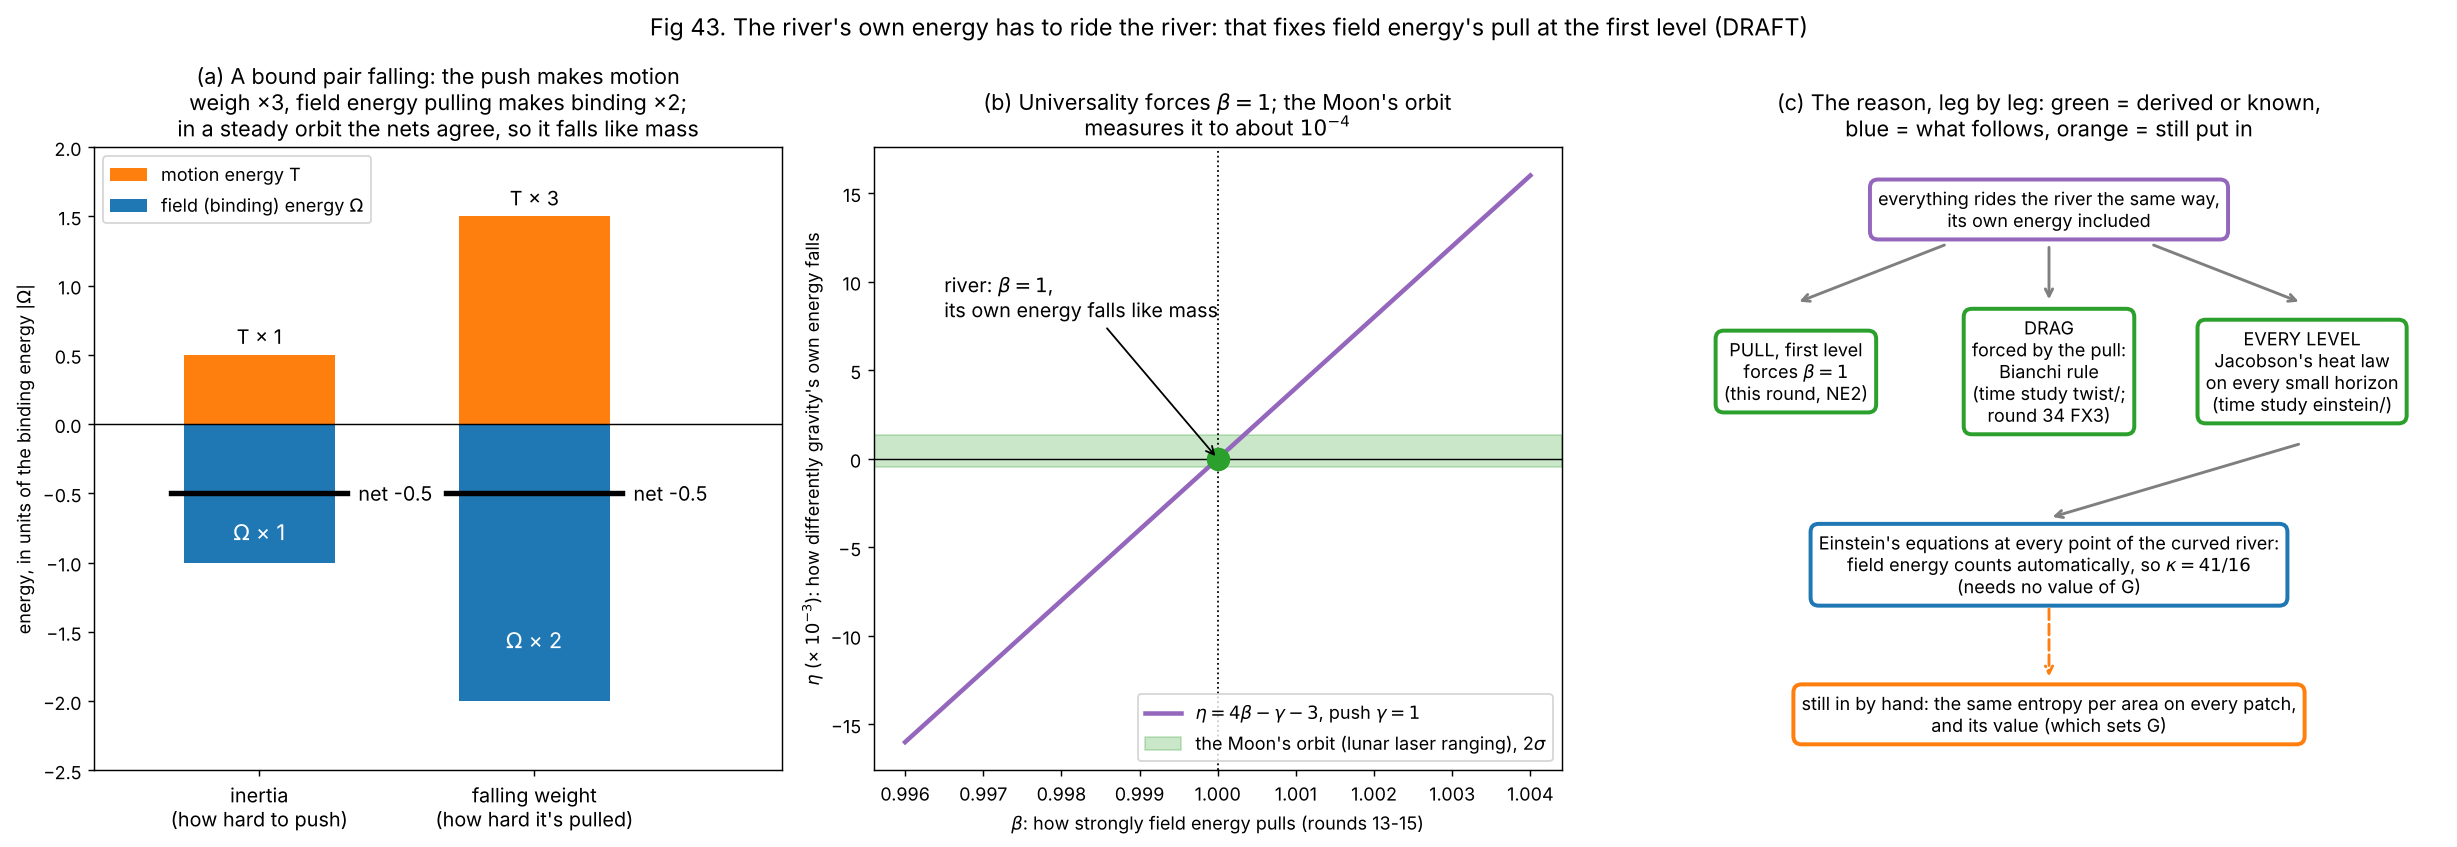 Fig 43. The river's own energy has to ride the river: that fixes field energy's pull at the first level (DRAFT)
(a) A bound pair falling: the push makes motion
weigh ×3, field energy pulling makes binding ×2;
in a steady orbit the nets agree, so it falls like mass
energy, in units of the binding energy |Ω|
2.0
1.5
1.0
0.5
0.0
−0.5
−1.0
−1.5
−2.0
−2.5
motion energy T
field (binding) energy Ω
T × 1
T × 3
net -0.5
net -0.5
Ω × 1
Ω × 2
inertia
(how hard to push)
falling weight
(how hard it's pulled)
(b) Universality forces β = 1; the Moon's orbit
measures it to about 10⁻⁴
η (× 10⁻³): how differently gravity's own energy falls
15
10
5
0
−5
−10
−15
river: β = 1,
its own energy falls like mass
η = 4β − γ − 3, push γ = 1
the Moon's orbit (lunar laser ranging), 2σ
0.996
0.997
0.998
0.999
1.000
1.001
1.002
1.003
1.004
β: how strongly field energy pulls (rounds 13-15)
(c) The reason, leg by leg: green = derived or known,
blue = what follows, orange = still put in
everything rides the river the same way,
its own energy included
PULL, first level
forces β = 1
(this round, NE2)
DRAG
forced by the pull:
Bianchi rule
(time study twist/;
round 34 FX3)
EVERY LEVEL
Jacobson's heat law
on every small horizon
(time study einstein/)
Einstein's equations at every point of the curved river:
field energy counts automatically, so κ = 41/16
(needs no value of G)
still in by hand: the same entropy per area on every patch,
and its value (which sets G)